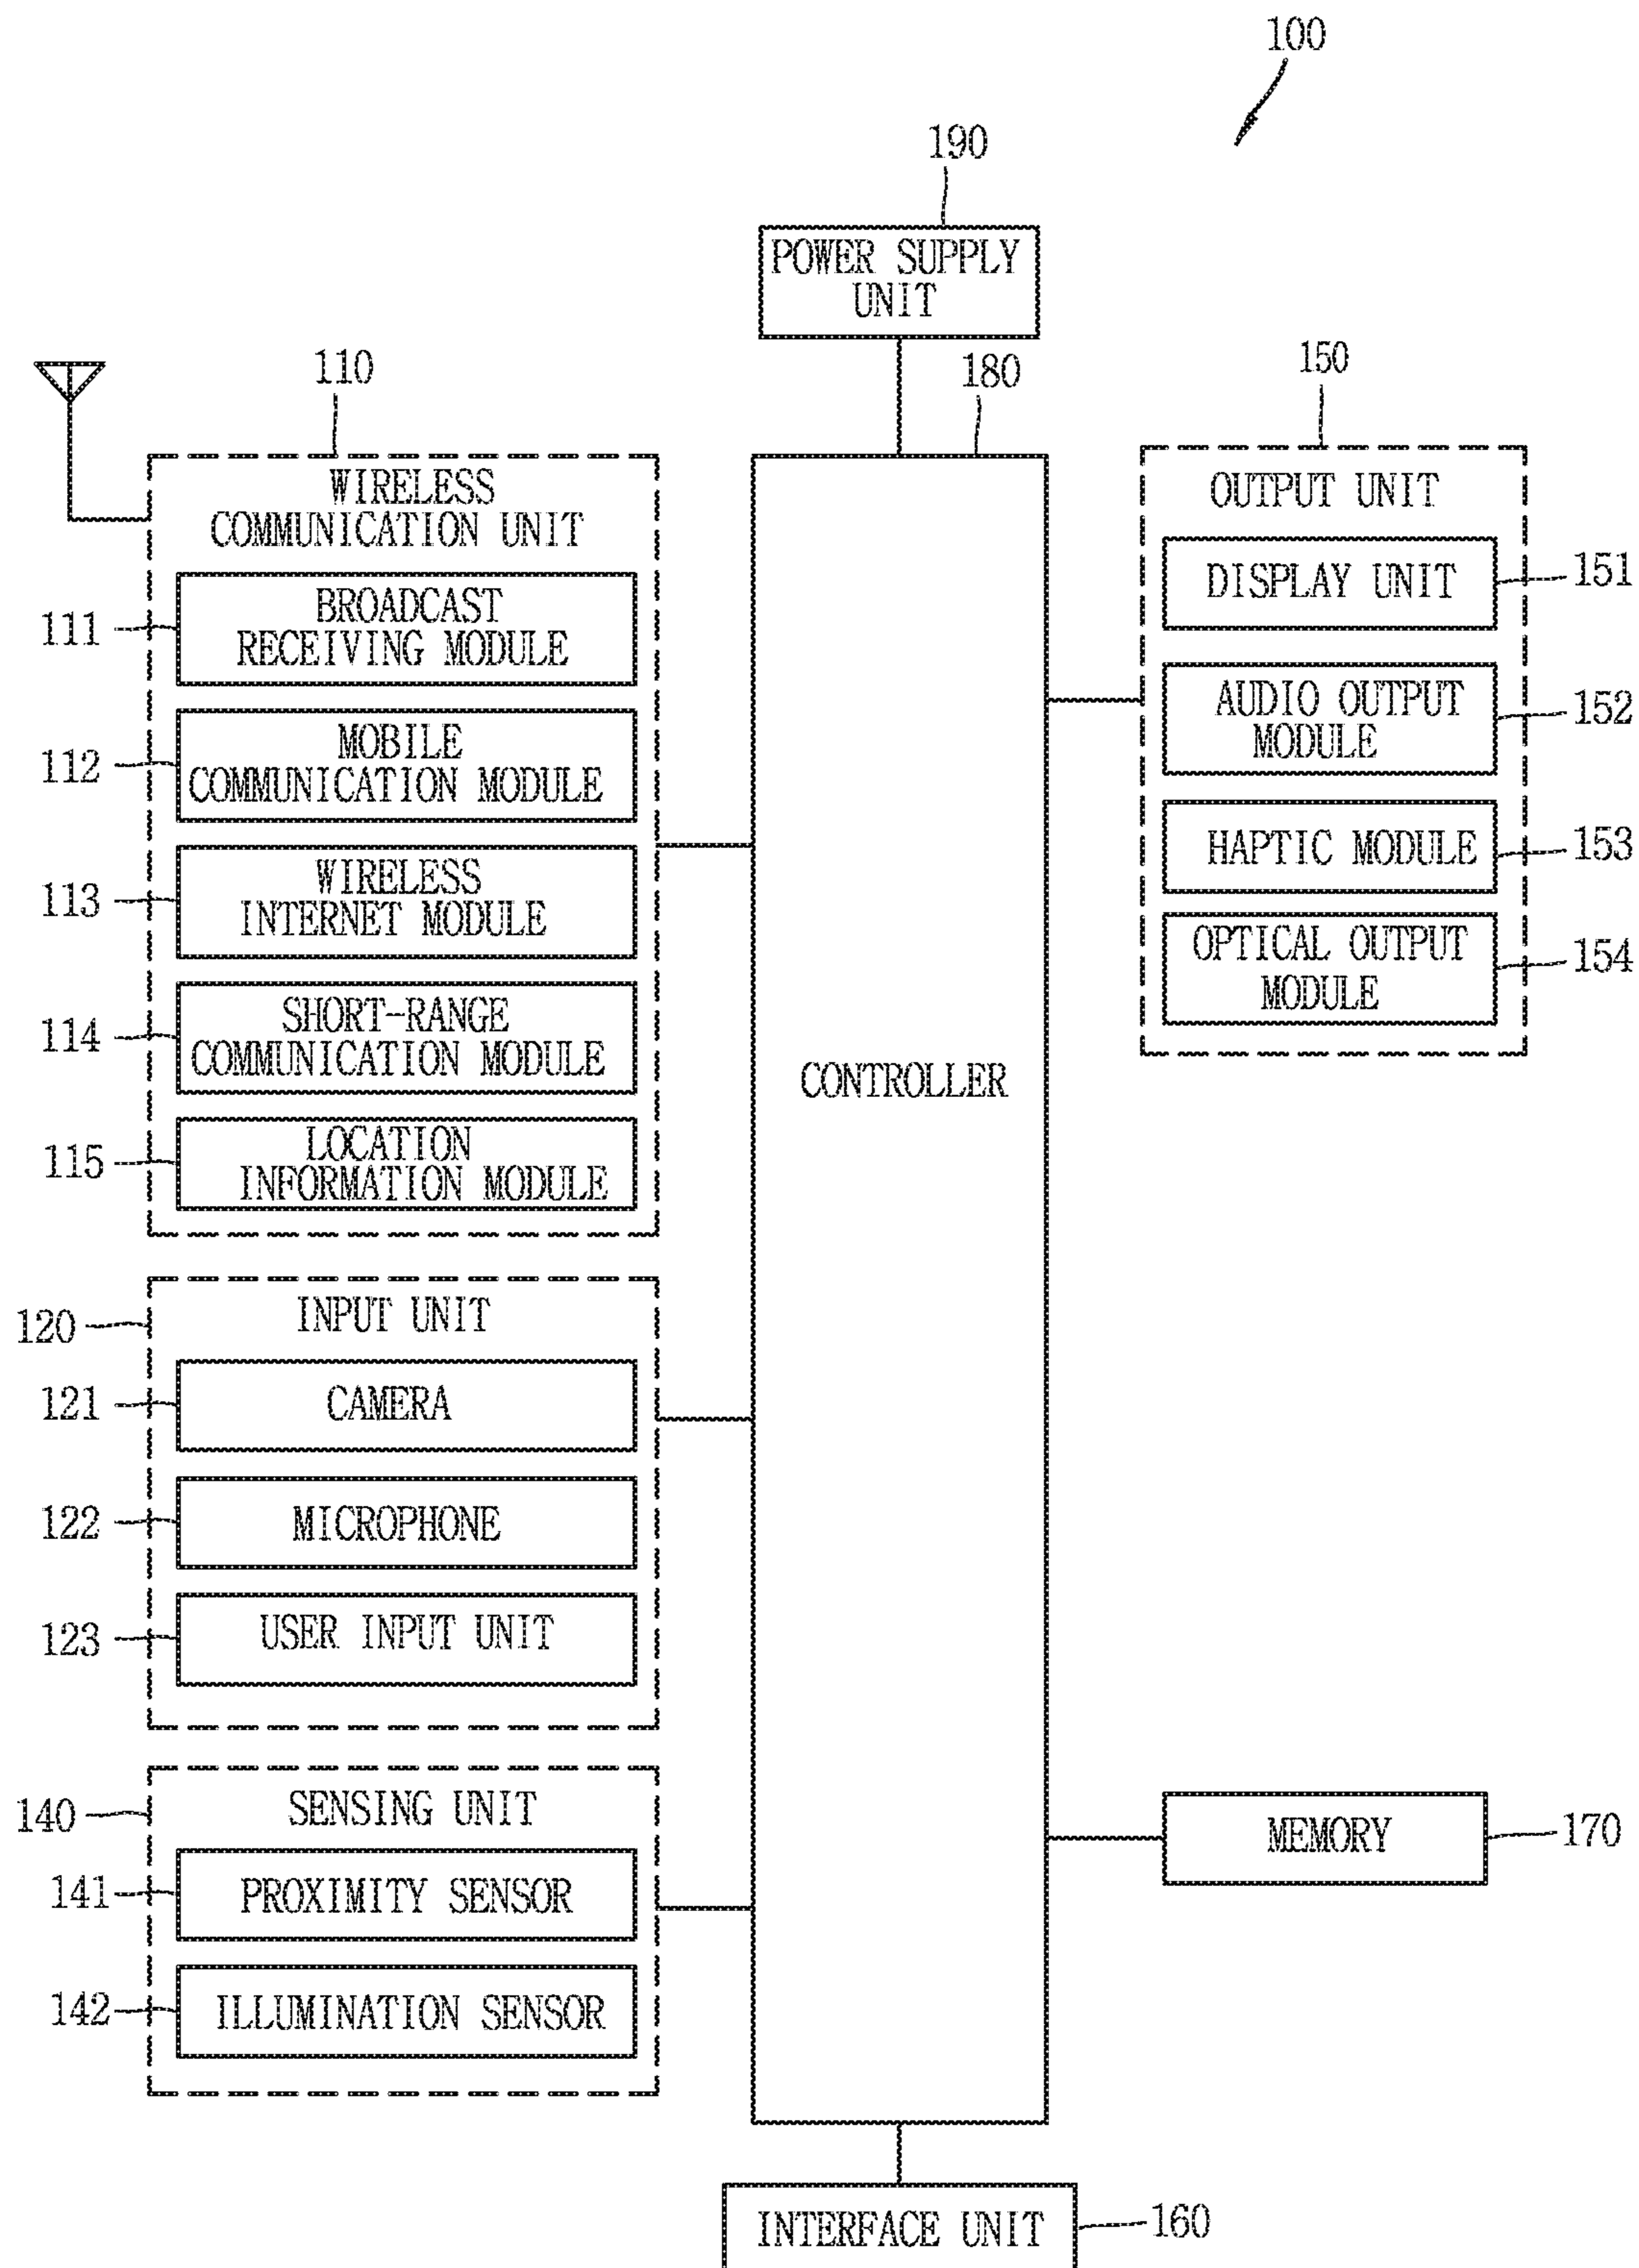 100
190
POWER SUPPLY
UNIT
110
180
150
WIRELESS
COMMUNICATION UNIT
111
BROADCAST
RECEIVING MODULE
112
MOBILE
COMMUNICATION MODULE
113
WIRELESS
INTERNET MODULE
114
SHORT-RANGE
COMMUNICATION MODULE
115
LOCATION
INFORMATION MODULE
120
INPUT UNIT
121
CAMERA
122
MICROPHONE
123
USER INPUT UNIT
140
SENSING UNIT
141
PROXIMITY SENSOR
142
ILLUMINATION SENSOR
CONTROLLER
OUTPUT UNIT
DISPLAY UNIT
151
AUDIO OUTPUT
MODULE
152
HAPTIC MODULE
153
OPTICAL OUTPUT
MODULE
154
MEMORY
170
INTERFACE UNIT
160